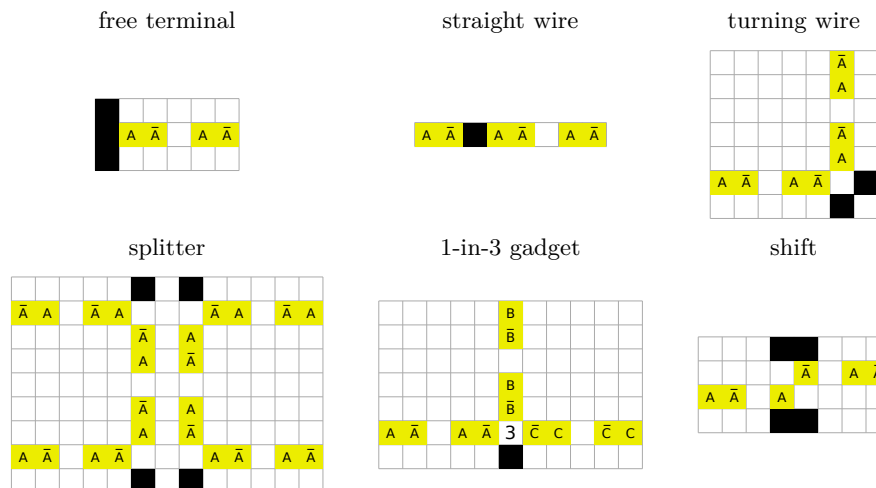 free terminal straight wire turning wire
Ā
A
A Ā A Ā A Ā A Ā A Ā Ā
A
A Ā A Ā
splitter 1-in-3 gadget shift
Ā A Ā A Ā A Ā A B
Ā A B̄
A Ā Ā Ā
A Ā A
Ā A B
A Ā B̄
A Ā A Ā A Ā A Ā A Ā A Ā 3 C̄ C C̄ C